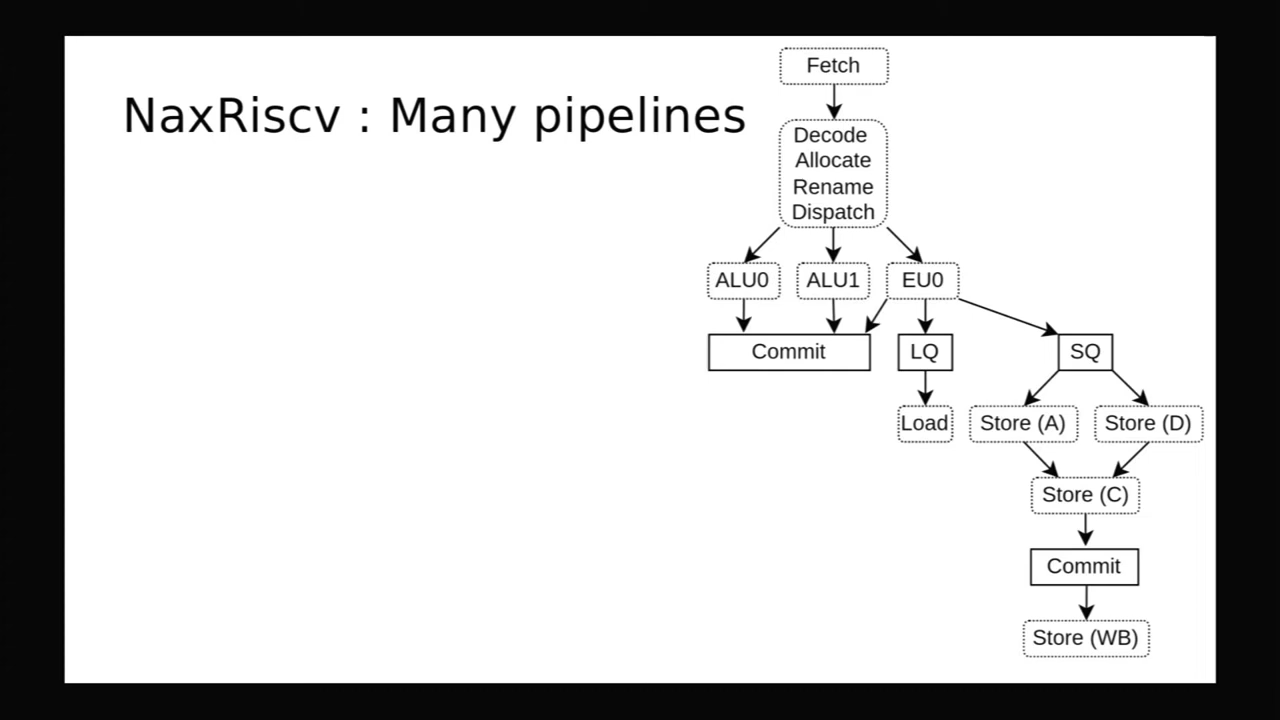 NaxRiscv : Many pipelines
Fetch
Decode
Allocate
Rename
Dispatch
ALU0
ALU1
EU0
Commit
LQ
SQ
Load
Store (A)
Store (D)
Store (C)
Commit
Store (WB)